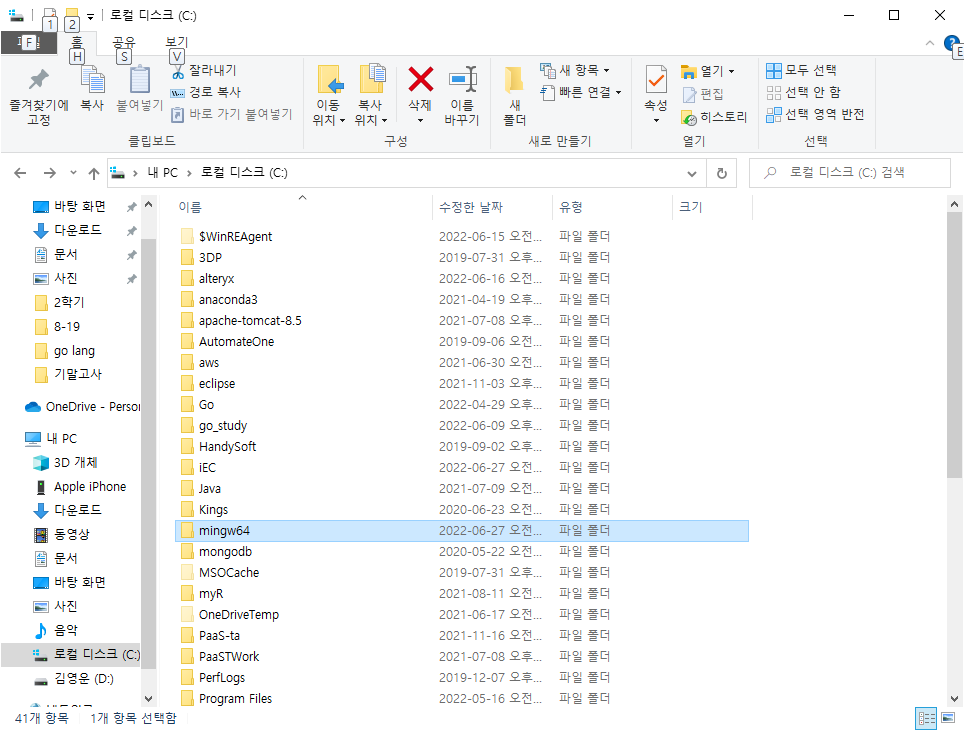 1 2 로컬 디스크 (C:)
F 홈 공유 보기
H S V E
즐겨찾기에 고정 복사 붙여넣기
잘라내기
경로 복사
바로 가기 붙여넣기
클립보드
이동 위치 복사 위치 삭제 이름 바꾸기
구성
새 폴더
새 항목
빠른 연결
새로 만들기
속성
열기
편집
히스토리
열기
모두 선택
선택 안 함
선택 영역 반전
선택
내 PC 로컬 디스크 (C:)
로컬 디스크 (C:) 검색
바탕 화면
다운로드
문서
사진
2학기
8-19
go lang
기말고사
OneDrive - Person
내 PC
3D 개체
Apple iPhone
다운로드
동영상
문서
바탕 화면
사진
음악
로컬 디스크 (C:)
김영운 (D:)
이름 수정한 날짜 유형 크기
$WinREAgent 2022-06-15 오전... 파일 폴더
3DP 2019-07-31 오후... 파일 폴더
alteryx 2022-06-16 오전... 파일 폴더
anaconda3 2021-04-19 오후... 파일 폴더
apache-tomcat-8.5 2021-07-08 오후... 파일 폴더
AutomateOne 2019-09-06 오전... 파일 폴더
aws 2021-06-30 오전... 파일 폴더
eclipse 2021-11-03 오후... 파일 폴더
Go 2022-04-29 오후... 파일 폴더
go_study 2022-06-09 오후... 파일 폴더
HandySoft 2019-09-02 오후... 파일 폴더
iEC 2022-06-27 오전... 파일 폴더
Java 2021-07-09 오전... 파일 폴더
Kings 2020-06-23 오전... 파일 폴더
mingw64 2022-06-27 오전... 파일 폴더
mongodb 2020-05-22 오전... 파일 폴더
MSOCache 2019-07-31 오후... 파일 폴더
myR 2021-08-11 오전... 파일 폴더
OneDriveTemp 2021-06-17 오전... 파일 폴더
PaaS-ta 2021-11-16 오전... 파일 폴더
PaaSTWork 2021-07-08 오후... 파일 폴더
PerfLogs 2019-12-07 오후... 파일 폴더
Program Files 2022-05-16 오전... 파일 폴더
41개 항목 1개 항목 선택함